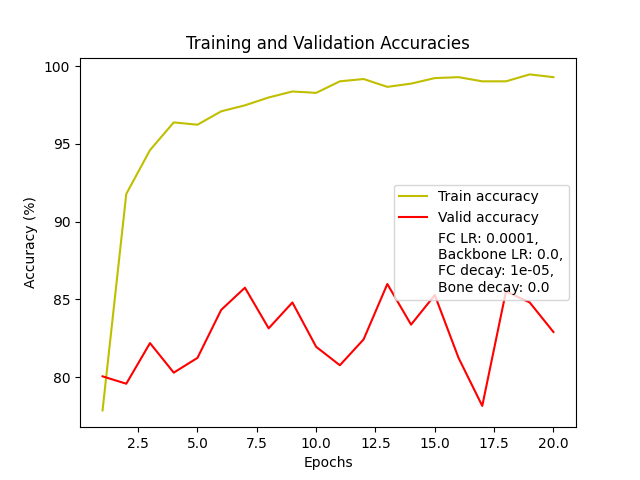 Training and Validation Accuracies
Accuracy (%)
100
95
90
85
80
Train accuracy
Valid accuracy
FC LR: 0.0001,
Backbone LR: 0.0,
FC decay: 1e-05,
Bone decay: 0.0
2.5 5.0 7.5 10.0 12.5 15.0 17.5 20.0
Epochs